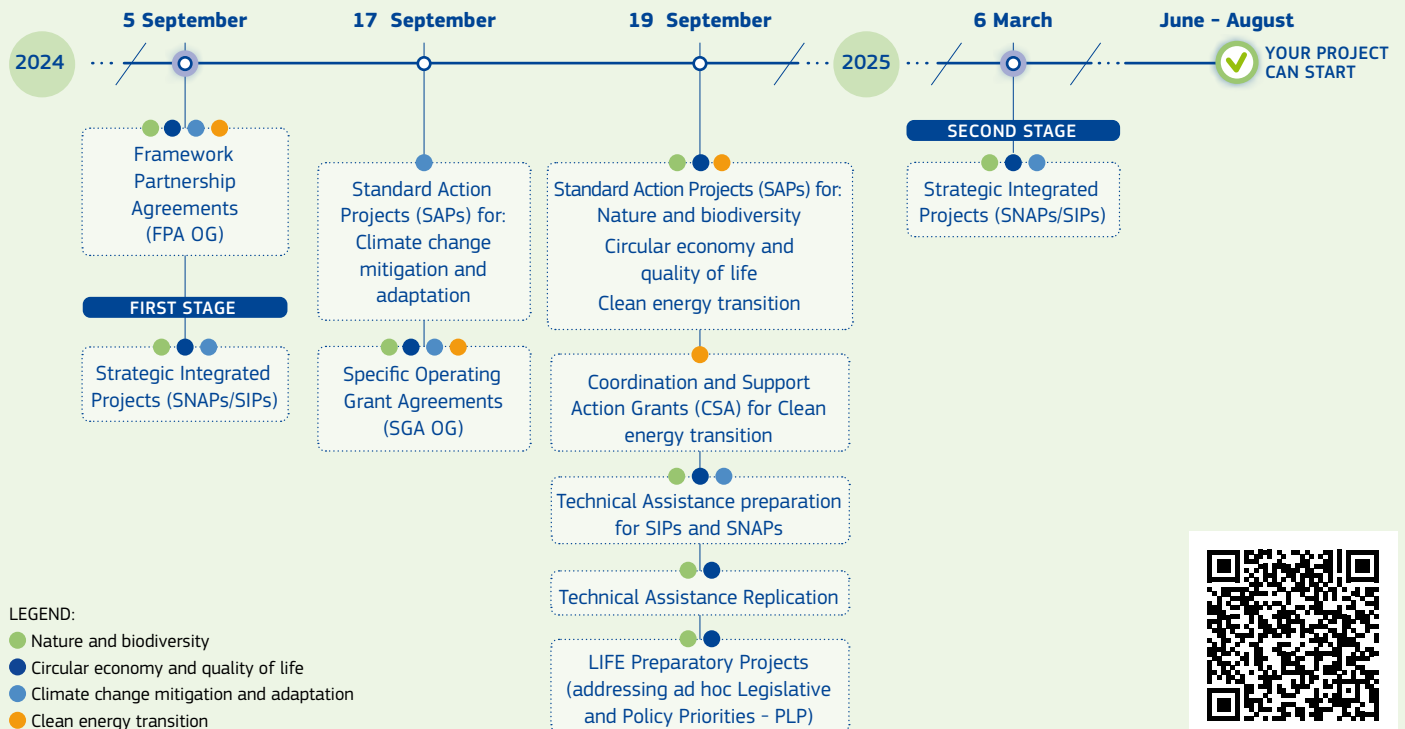 5 September
17 September
19 September
6 March
June - August
2024
2025
YOUR PROJECT
CAN START
Framework
Partnership
Agreements
(FPA OG)
FIRST STAGE
Strategic Integrated
Projects (SNAPs/SIPs)
Standard Action
Projects (SAPs) for:
Climate change
mitigation and
adaptation
Specific Operating
Grant Agreements
(SGA OG)
Standard Action Projects (SAPs) for:
Nature and biodiversity
Circular economy and
quality of life
Clean energy transition
Coordination and Support
Action Grants (CSA) for Clean
energy transition
Technical Assistance preparation
for SIPs and SNAPs
Technical Assistance Replication
LIFE Preparatory Projects
(addressing ad hoc Legislative
and Policy Priorities - PLP)
SECOND STAGE
Strategic Integrated
Projects (SNAPs/SIPs)
LEGEND:
Nature and biodiversity
Circular economy and quality of life
Climate change mitigation and adaptation
Clean energy transition